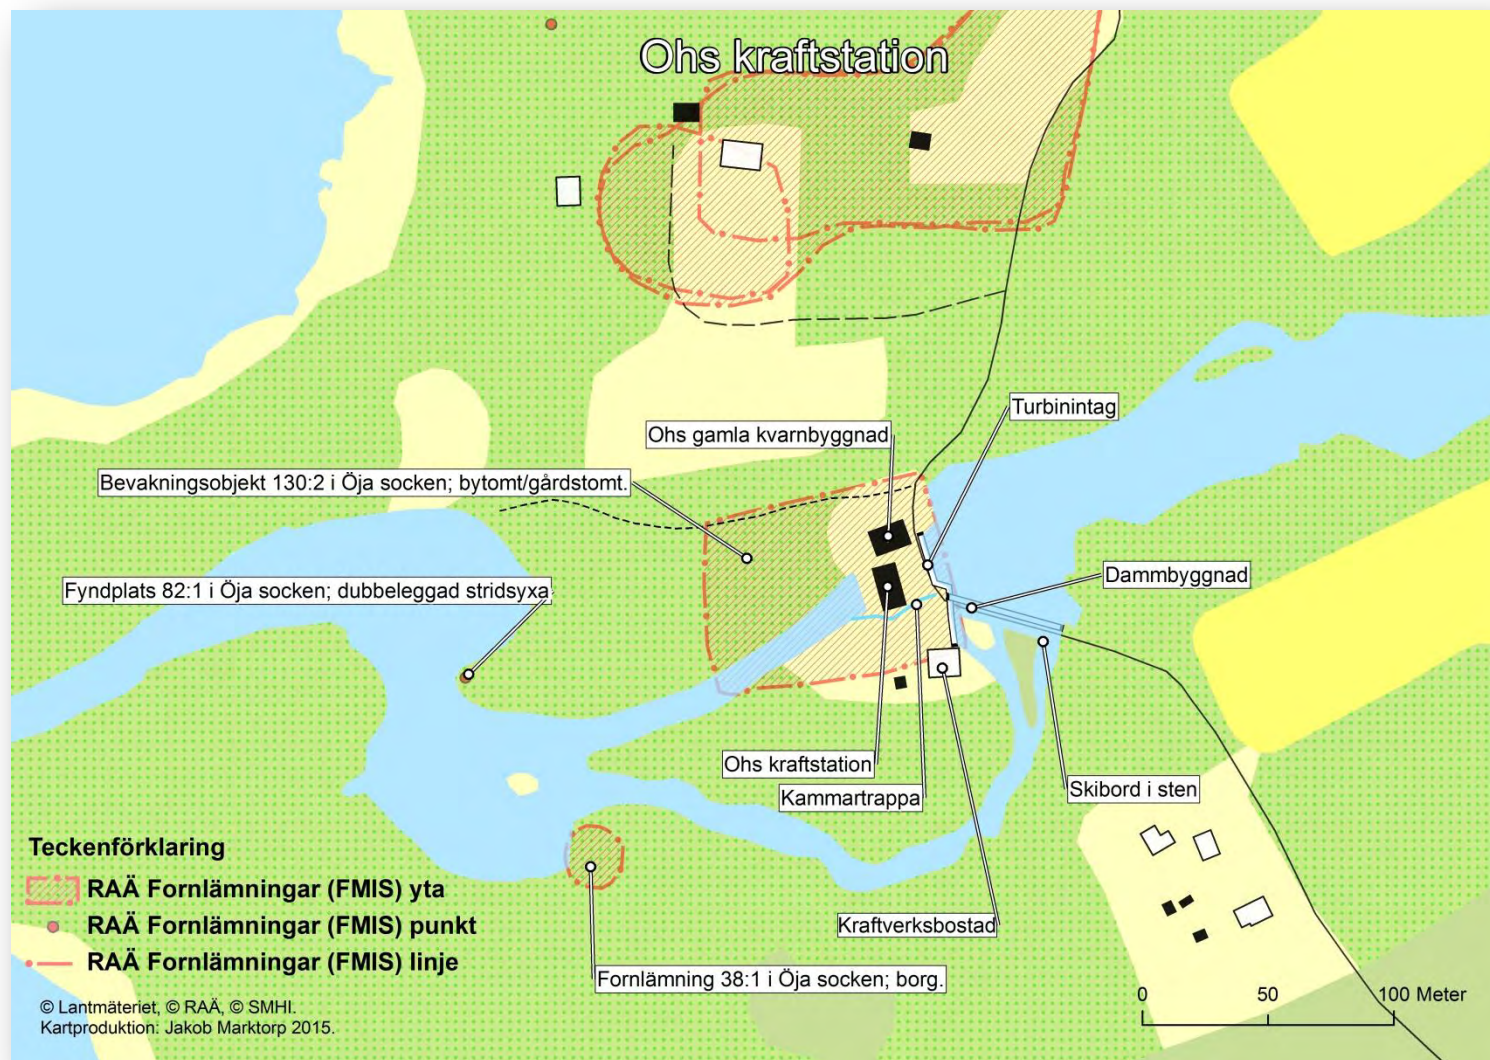 Ohs kraftstation
Turbinintag
Ohs gamla kvarnbyggnad
Bevakningsobjekt 130:2 i Öja socken; bytomt/gårdstomt.
Dammbyggnad
Fyndplats 82:1 i Öja socken; dubbeleggad stridsyxa
Ohs kraftstation
Kammartrappa
Skibord i sten
Kraftverksbostad
Fornlämning 38:1 i Öja socken; borg.
Teckenförklaring
RAÄ Fornlämningar (FMIS) yta
RAÄ Fornlämningar (FMIS) punkt
RAÄ Fornlämningar (FMIS) linje
© Lantmäteriet, © RAÄ, © SMHI.
Kartproduktion: Jakob Marktorp 2015.
0 50 100 Meter